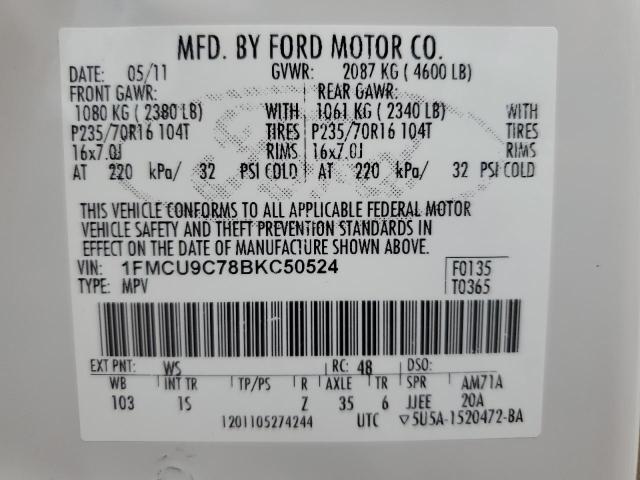 MFD. BY FORD MOTOR CO.
DATE: 05/11 GVWR: 2087 KG ( 4600 LB)
FRONT GAWR: REAR GAWR:
1080 KG ( 2380 LB) WITH 1061 KG ( 2340 LB) WITH
P235/70R16 104T TIRES P235/70R16 104T TIRES
16x7.0J RIMS 16x7.0J RIMS
AT 220 kPa/ 32 PSI COLD AT 220 kPa/ 32 PSI COLD
THIS VEHICLE CONFORMS TO ALL APPLICABLE FEDERAL MOTOR
VEHICLE SAFETY AND THEFT PREVENTION STANDARDS IN
EFFECT ON THE DATE OF MANUFACTURE SHOWN ABOVE.
VIN: 1FMCU9C78BKC50524 F0135
TYPE: MPV T0365
EXT PNT: WS RC: 48 DSO:
WB INT TR TP/PS R AXLE TR SPR AM71A
103 1S Z 35 6 JJEE 20A
1201105274244 UTC ▽5U5A-1520472-BA